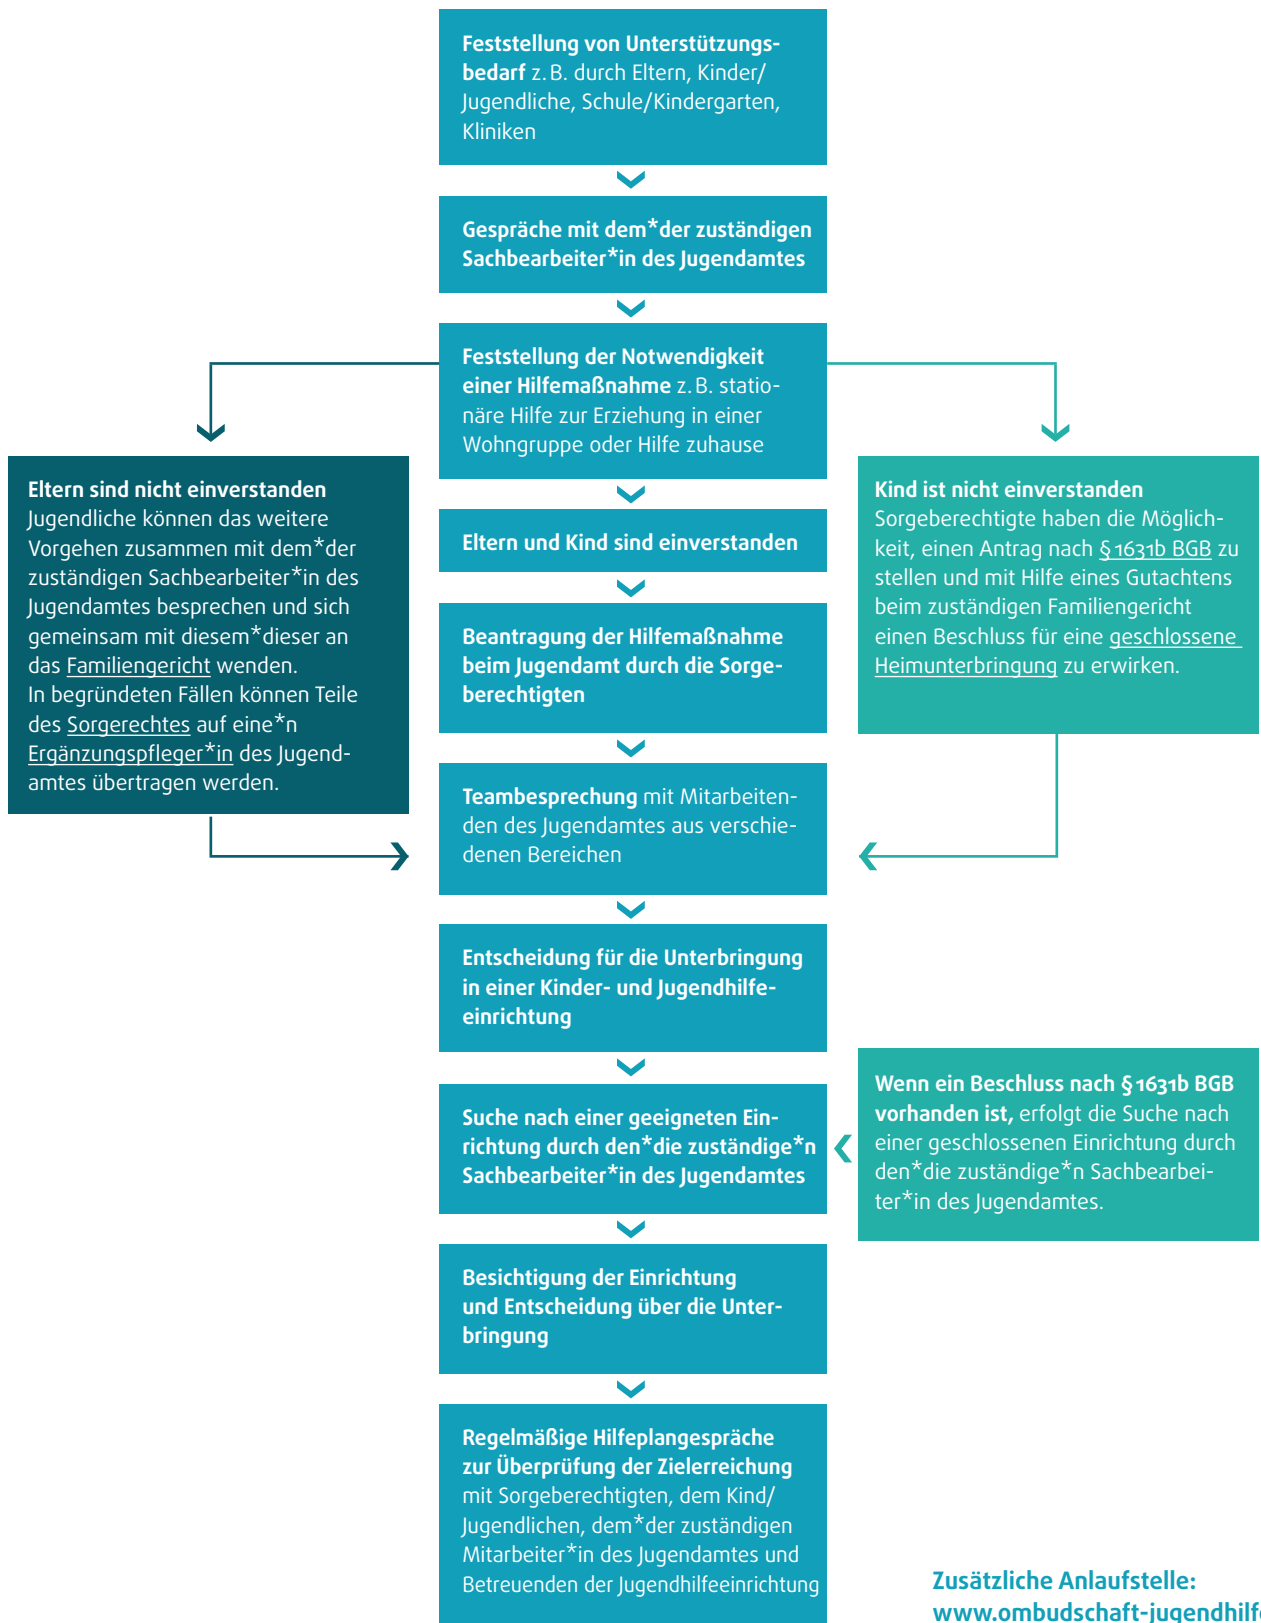 Feststellung von Unterstützungs-
bedarf z. B. durch Eltern, Kinder/
Jugendliche, Schule/Kindergarten,
Kliniken
Gespräche mit dem*der zuständigen
Sachbearbeiter*in des Jugendamtes
Feststellung der Notwendigkeit
einer Hilfemaßnahme z. B. statio-
näre Hilfe zur Erziehung in einer
Wohngruppe oder Hilfe zuhause
Eltern sind nicht einverstanden
Jugendliche können das weitere
Vorgehen zusammen mit dem*der
zuständigen Sachbearbeiter*in des
Jugendamtes besprechen und sich
gemeinsam mit diesem*dieser an
das Familiengericht wenden.
In begründeten Fällen können Teile
des Sorgerechtes auf eine*n
Ergänzungspfleger*in des Jugend-
amtes übertragen werden.
Kind ist nicht einverstanden
Sorgeberechtigte haben die Möglich-
keit, einen Antrag nach § 1631b BGB zu
stellen und mit Hilfe eines Gutachtens
beim zuständigen Familiengericht
einen Beschluss für eine geschlossene
Heimunterbringung zu erwirken.
Eltern und Kind sind einverstanden
Beantragung der Hilfemaßnahme
beim Jugendamt durch die Sorge-
berechtigten
Teambesprechung mit Mitarbeiten-
den des Jugendamtes aus verschie-
denen Bereichen
Entscheidung für die Unterbringung
in einer Kinder- und Jugendhilfe-
einrichtung
Suche nach einer geeigneten Ein-
richtung durch den*die zuständige*n
Sachbearbeiter*in des Jugendamtes
Wenn ein Beschluss nach § 1631b BGB
vorhanden ist, erfolgt die Suche nach
einer geschlossenen Einrichtung durch
den*die zuständige*n Sachbearbei-
ter*in des Jugendamtes.
Besichtigung der Einrichtung
und Entscheidung über die Unter-
bringung
Regelmäßige Hilfeplangespräche
zur Überprüfung der Zielerreichung
mit Sorgeberechtigten, dem Kind/
Jugendlichen, dem*der zuständigen
Mitarbeiter*in des Jugendamtes und
Betreuenden der Jugendhilfeeinrichtung
Zusätzliche Anlaufstelle:
www.ombudschaft-jugendhilfe